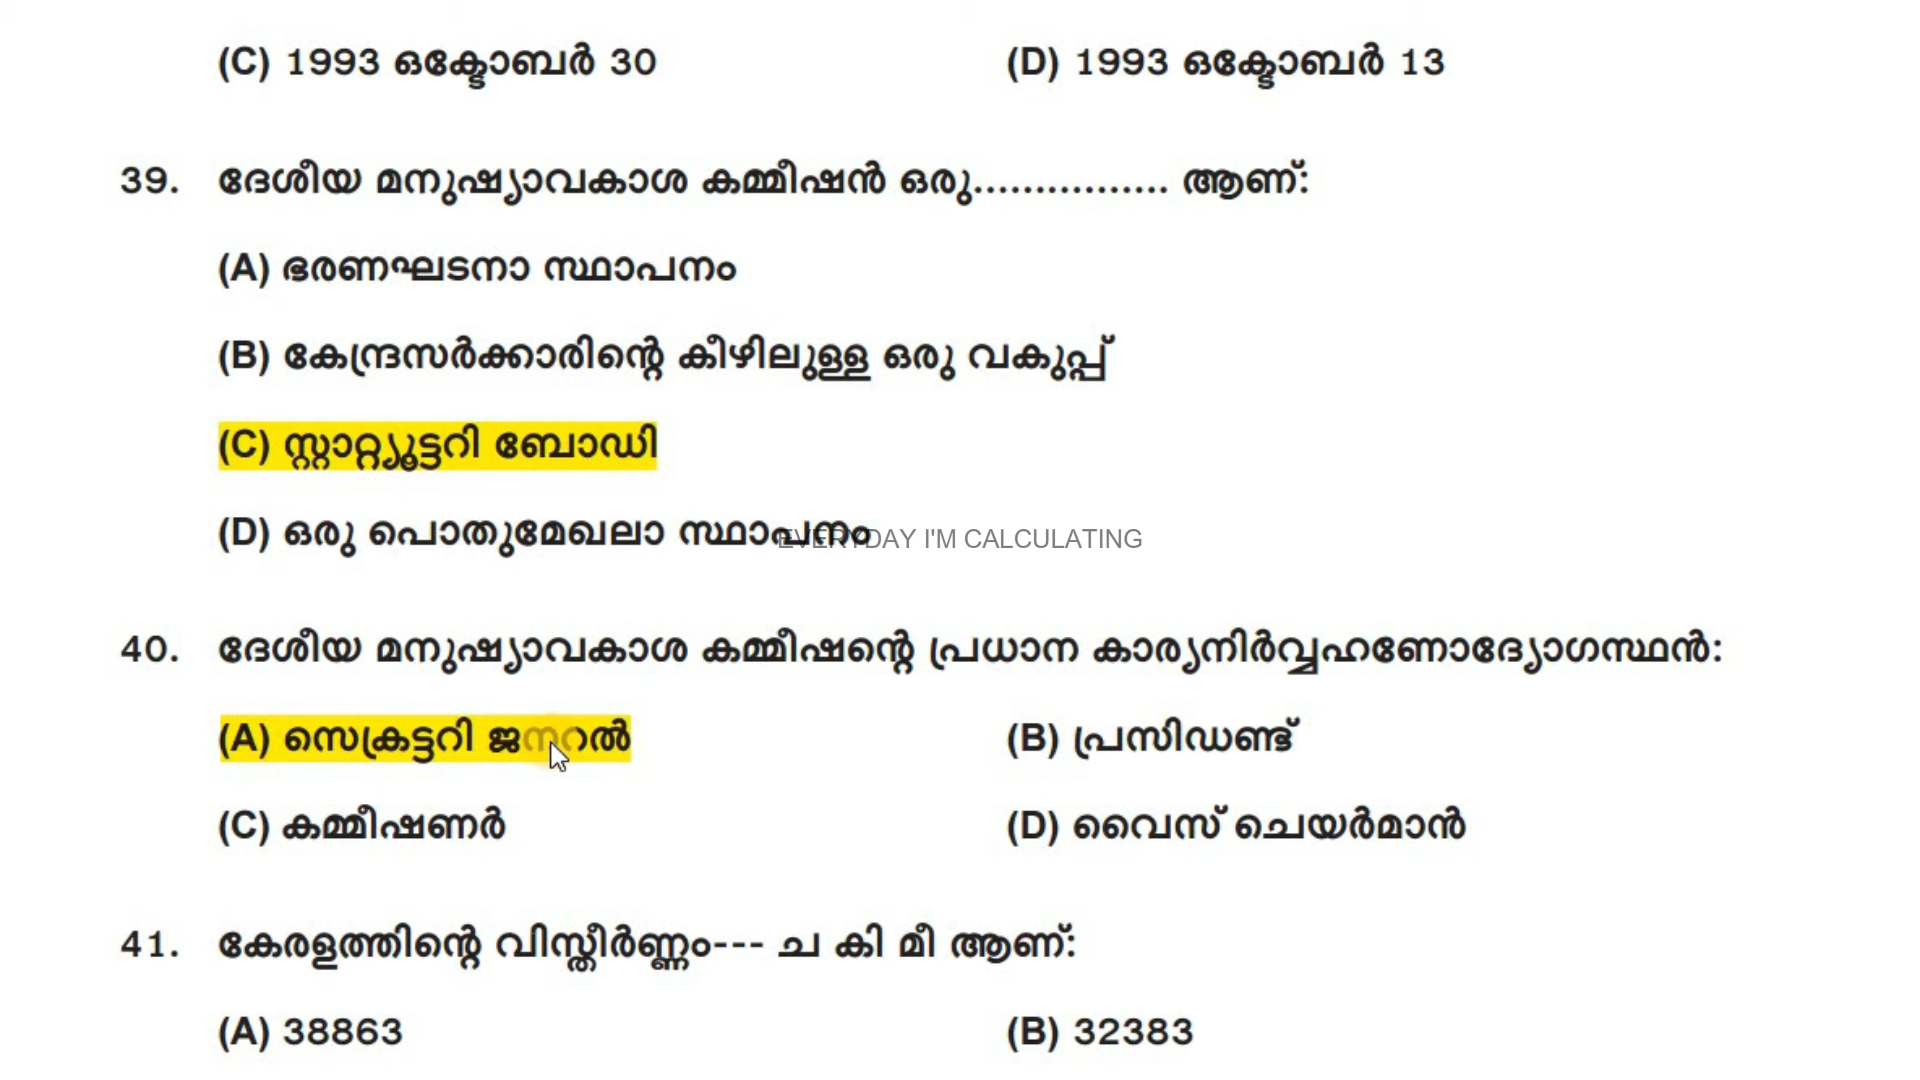 (C) 1993 ഒക്ടോബർ 30 (D) 1993 ഒക്ടോബർ 13
39. ദേശീയ മനുഷ്യാവകാശ കമ്മീഷൻ ഒരു................ ആണ്:
(A) ഭരണഘടനാ സ്ഥാപനം
(B) കേന്ദ്രസർക്കാരിന്റെ കീഴിലുള്ള ഒരു വകുപ്പ്
(C) സ്റ്റാറ്റ്യൂട്ടറി ബോഡി
(D) ഒരു പൊതുമേഖലാ സ്ഥാപനം
EVERYDAY I'M CALCULATING
40. ദേശീയ മനുഷ്യാവകാശ കമ്മീഷന്റെ പ്രധാന കാര്യനിർവ്വഹണോദ്യോഗസ്ഥൻ:
(A) സെക്രട്ടറി ജനറൽ (B) പ്രസിഡണ്ട്
(C) കമ്മീഷണർ (D) വൈസ് ചെയർമാൻ
41. കേരളത്തിന്റെ വിസ്തീർണ്ണം--- ച കി മീ ആണ്:
(A) 38863 (B) 32383